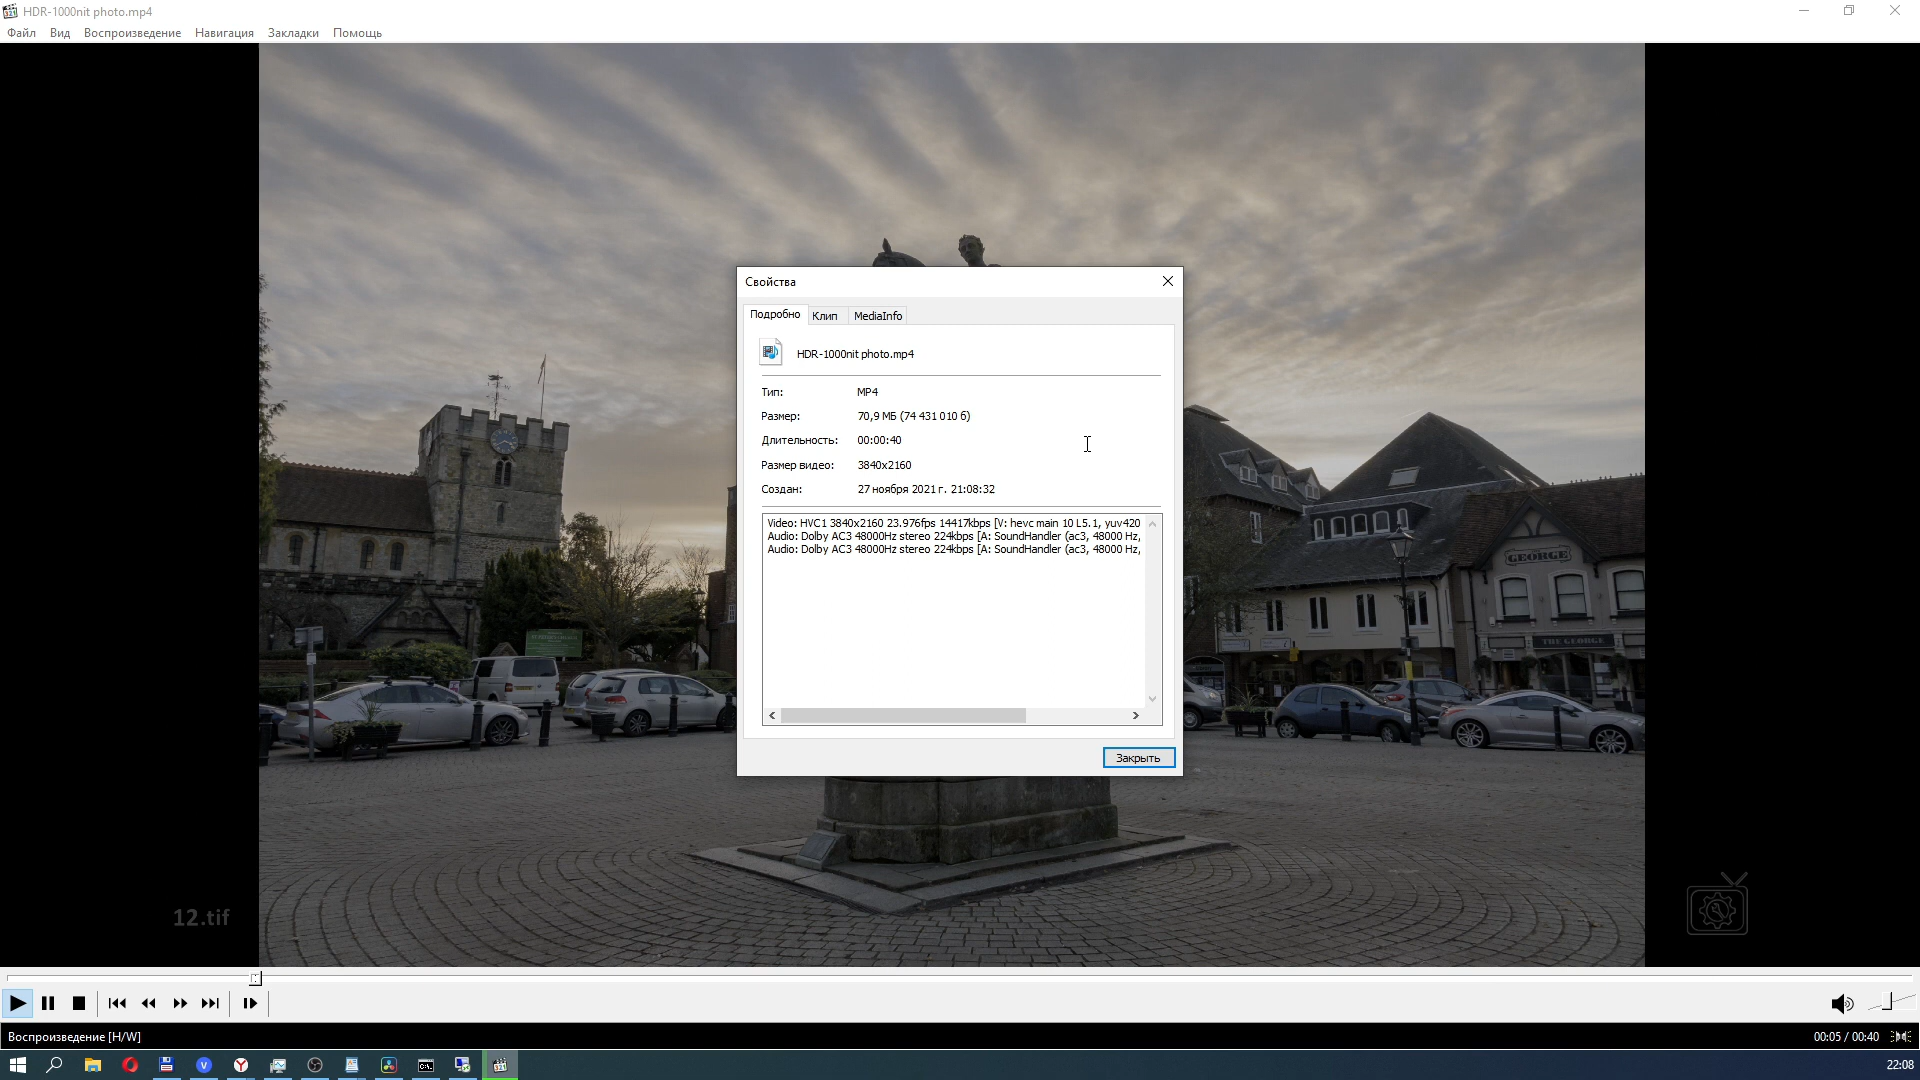 HDR-1000nit photo.mp4
Файл Вид Воспроизведение Навигация Закладки Помощь
Свойства
Подробно Клип MediaInfo
HDR-1000nit photo.mp4
Тип: MP4
Размер: 70,9 МБ (74 431 010 б)
Длительность: 00:00:40
Размер видео: 3840x2160
Создан: 27 ноября 2021 г. 21:08:32
Video: HVC1 3840x2160 23.976fps 14417kbps [V: hevc main 10 L5.1, yuv420
Audio: Dolby AC3 48000Hz stereo 224kbps [A: SoundHandler (ac3, 48000 Hz,
Audio: Dolby AC3 48000Hz stereo 224kbps [A: SoundHandler (ac3, 48000 Hz,
Закрыть
GEORGE
THE GEORGE
12.tif
Воспроизведение [H/W]
00:05 / 00:40
22:08